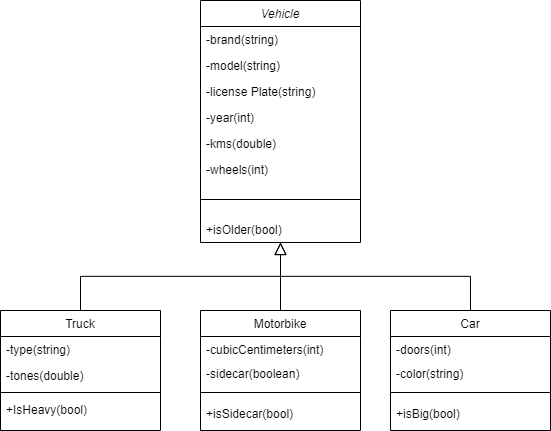 Vehicle
-brand(string)
-model(string)
-license Plate(string)
-year(int)
-kms(double)
-wheels(int)
+isOlder(bool)
Truck
-type(string)
-tones(double)
+IsHeavy(bool)
Motorbike
-cubicCentimeters(int)
-sidecar(boolean)
+isSidecar(bool)
Car
-doors(int)
-color(string)
+isBig(bool)